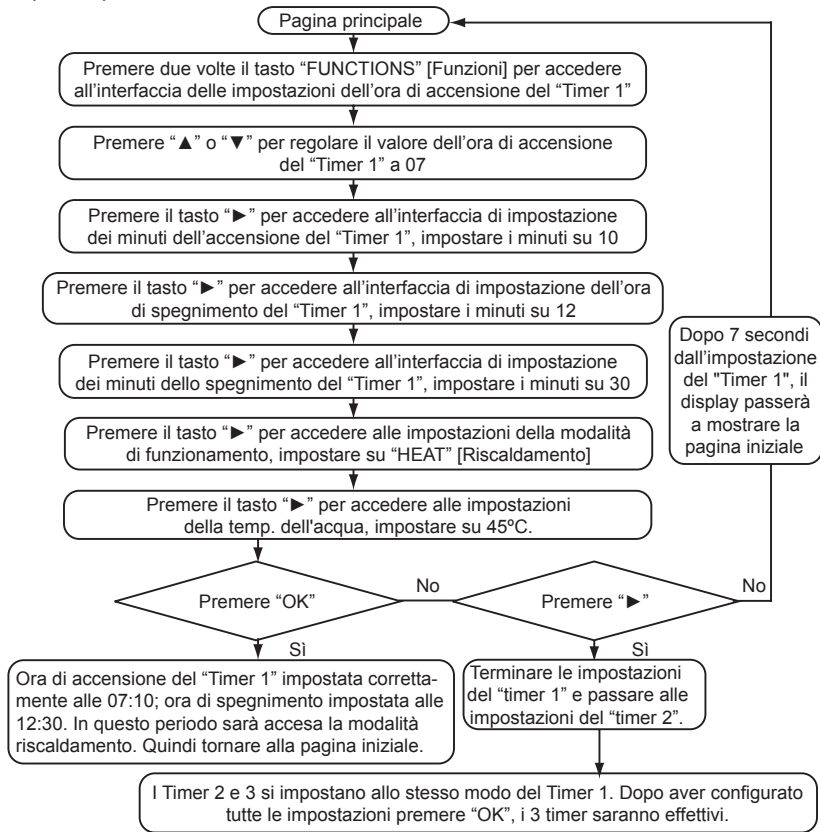 Pagina principale
Premere due volte il tasto “FUNCTIONS” [Funzioni] per accedere
all’interfaccia delle impostazioni dell’ora di accensione del “Timer 1”
Premere “▲” o “▼” per regolare il valore dell’ora di accensione
del “Timer 1” a 07
Premere il tasto “►” per accedere all’interfaccia di impostazione
dei minuti dell’accensione del “Timer 1”, impostare i minuti su 10
Premere il tasto “►” per accedere all’interfaccia di impostazione dell’ora
di spegnimento del “Timer 1”, impostare i minuti su 12
Premere il tasto “►” per accedere all’interfaccia di impostazione
dei minuti dello spegnimento del “Timer 1”, impostare i minuti su 30
Premere il tasto “►” per accedere alle impostazioni della modalità
di funzionamento, impostare su “HEAT” [Riscaldamento]
Premere il tasto “►” per accedere alle impostazioni
della temp. dell'acqua, impostare su 45ºC.
Dopo 7 secondi
dall’impostazione
del "Timer 1", il
display passerà
a mostrare la
pagina iniziale
Premere “OK”
No
Premere “►”
No
Sì
Sì
Ora di accensione del “Timer 1” impostata corretta-
mente alle 07:10; ora di spegnimento impostata alle
12:30. In questo periodo sarà accesa la modalità
riscaldamento. Quindi tornare alla pagina iniziale.
Terminare le impostazioni
del “timer 1” e passare alle
impostazioni del “timer 2”.
I Timer 2 e 3 si impostano allo stesso modo del Timer 1. Dopo aver configurato
tutte le impostazioni premere “OK”, i 3 timer saranno effettivi.